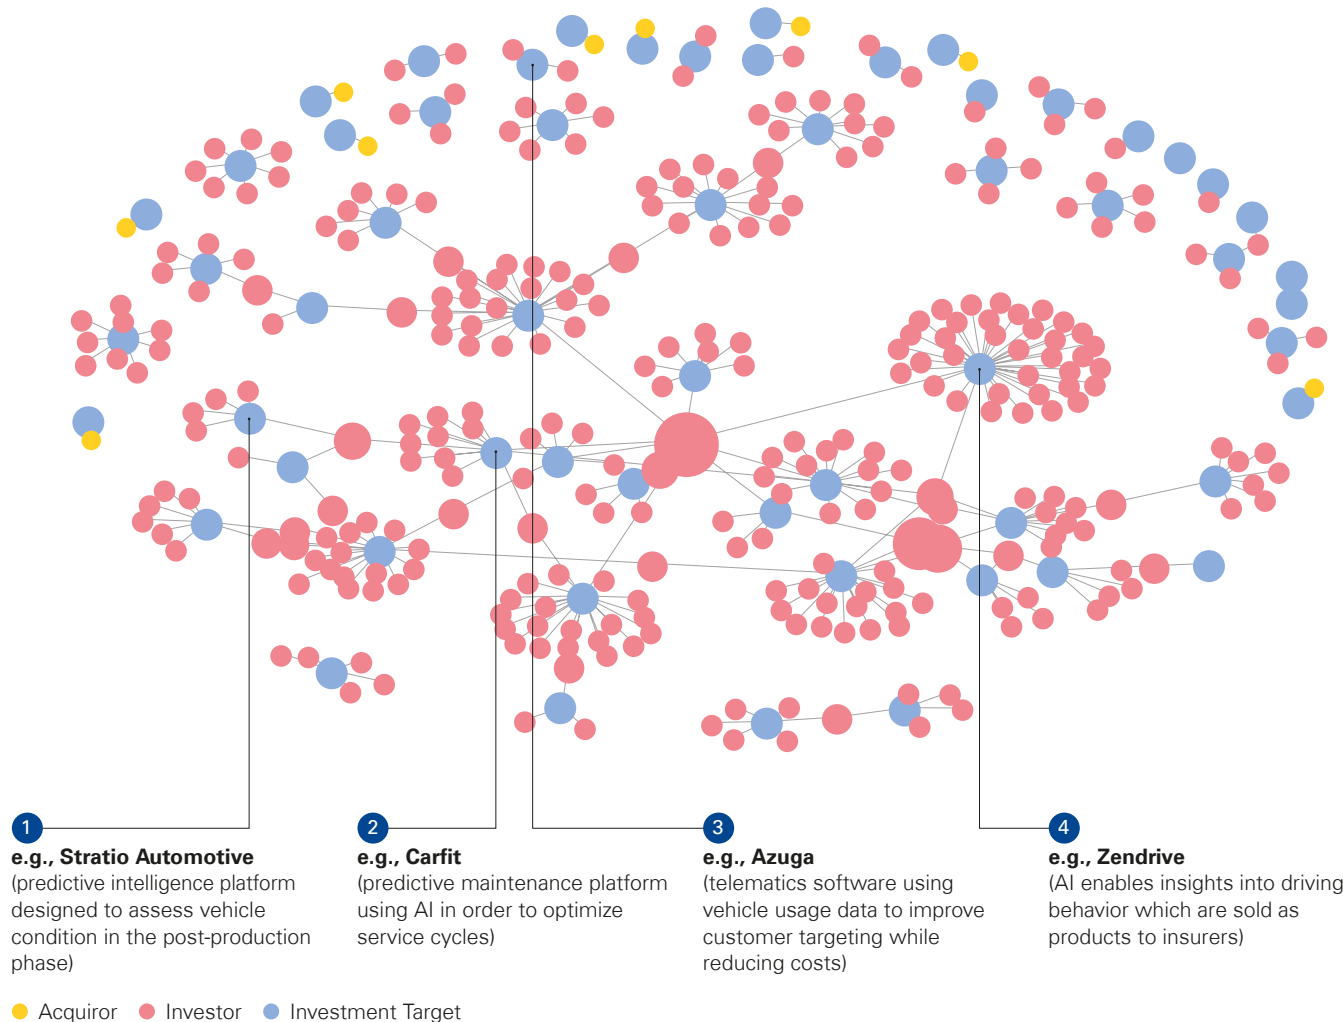 1
e.g., Stratio Automotive
(predictive intelligence platform
designed to assess vehicle
condition in the post-production
phase)
2
e.g., Carfit
(predictive maintenance platform
using AI in order to optimize
service cycles)
3
e.g., Azuga
(telematics software using
vehicle usage data to improve
customer targeting while
reducing costs)
4
e.g., Zendrive
(AI enables insights into driving
behavior which are sold as
products to insurers)
Acquiror Investor Investment Target